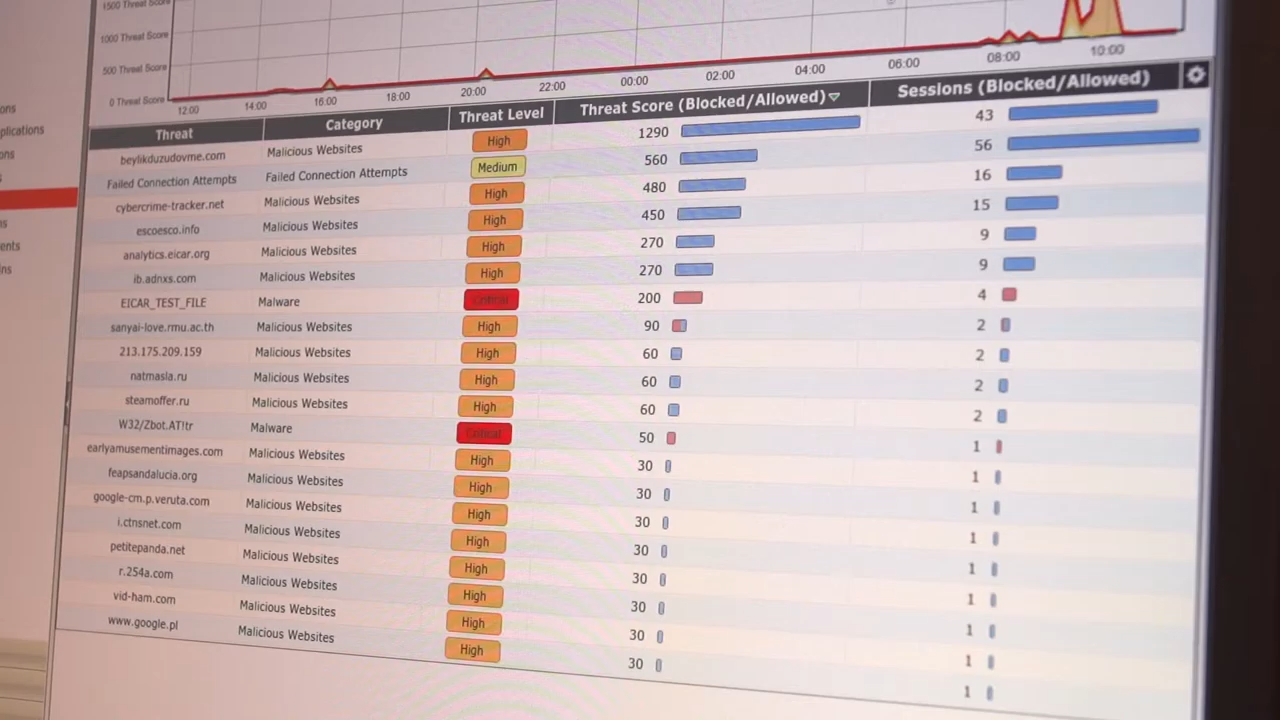 1500 Threat Score
1000 Threat Score
500 Threat Score
0 Threat Score
12:00 14:00 16:00 18:00 20:00 22:00 00:00 02:00 04:00 06:00 08:00 10:00
ons
plications
ons
s
ns
ents
ins
Threat Category Threat Level Threat Score (Blocked/Allowed) Sessions (Blocked/Allowed)
beylikduzudovme.com Malicious Websites High 1290 43
Failed Connection Attempts Failed Connection Attempts Medium 560 56
cybercrime-tracker.net Malicious Websites High 480 16
escoesco.info Malicious Websites High 450 15
analytics.eicar.org Malicious Websites High 270 9
ib.adnxs.com Malicious Websites High 270 9
EICAR_TEST_FILE Malware Critical 200 4
sanyai-love.rmu.ac.th Malicious Websites High 90 2
213.175.209.159 Malicious Websites High 60 2
natmasla.ru Malicious Websites High 60 2
steamoffer.ru Malicious Websites High 60 2
W32/Zbot.AT!tr Malware Critical 50 1
earlyamusementimages.com Malicious Websites High 30 1
feapsandalucia.org Malicious Websites High 30 1
google-cm.p.veruta.com Malicious Websites High 30 1
i.ctnsnet.com Malicious Websites High 30 1
petitepanda.net Malicious Websites High 30 1
r.254a.com Malicious Websites High 30 1
vid-ham.com Malicious Websites High 30 1
www.google.pl Malicious Websites High 30 1